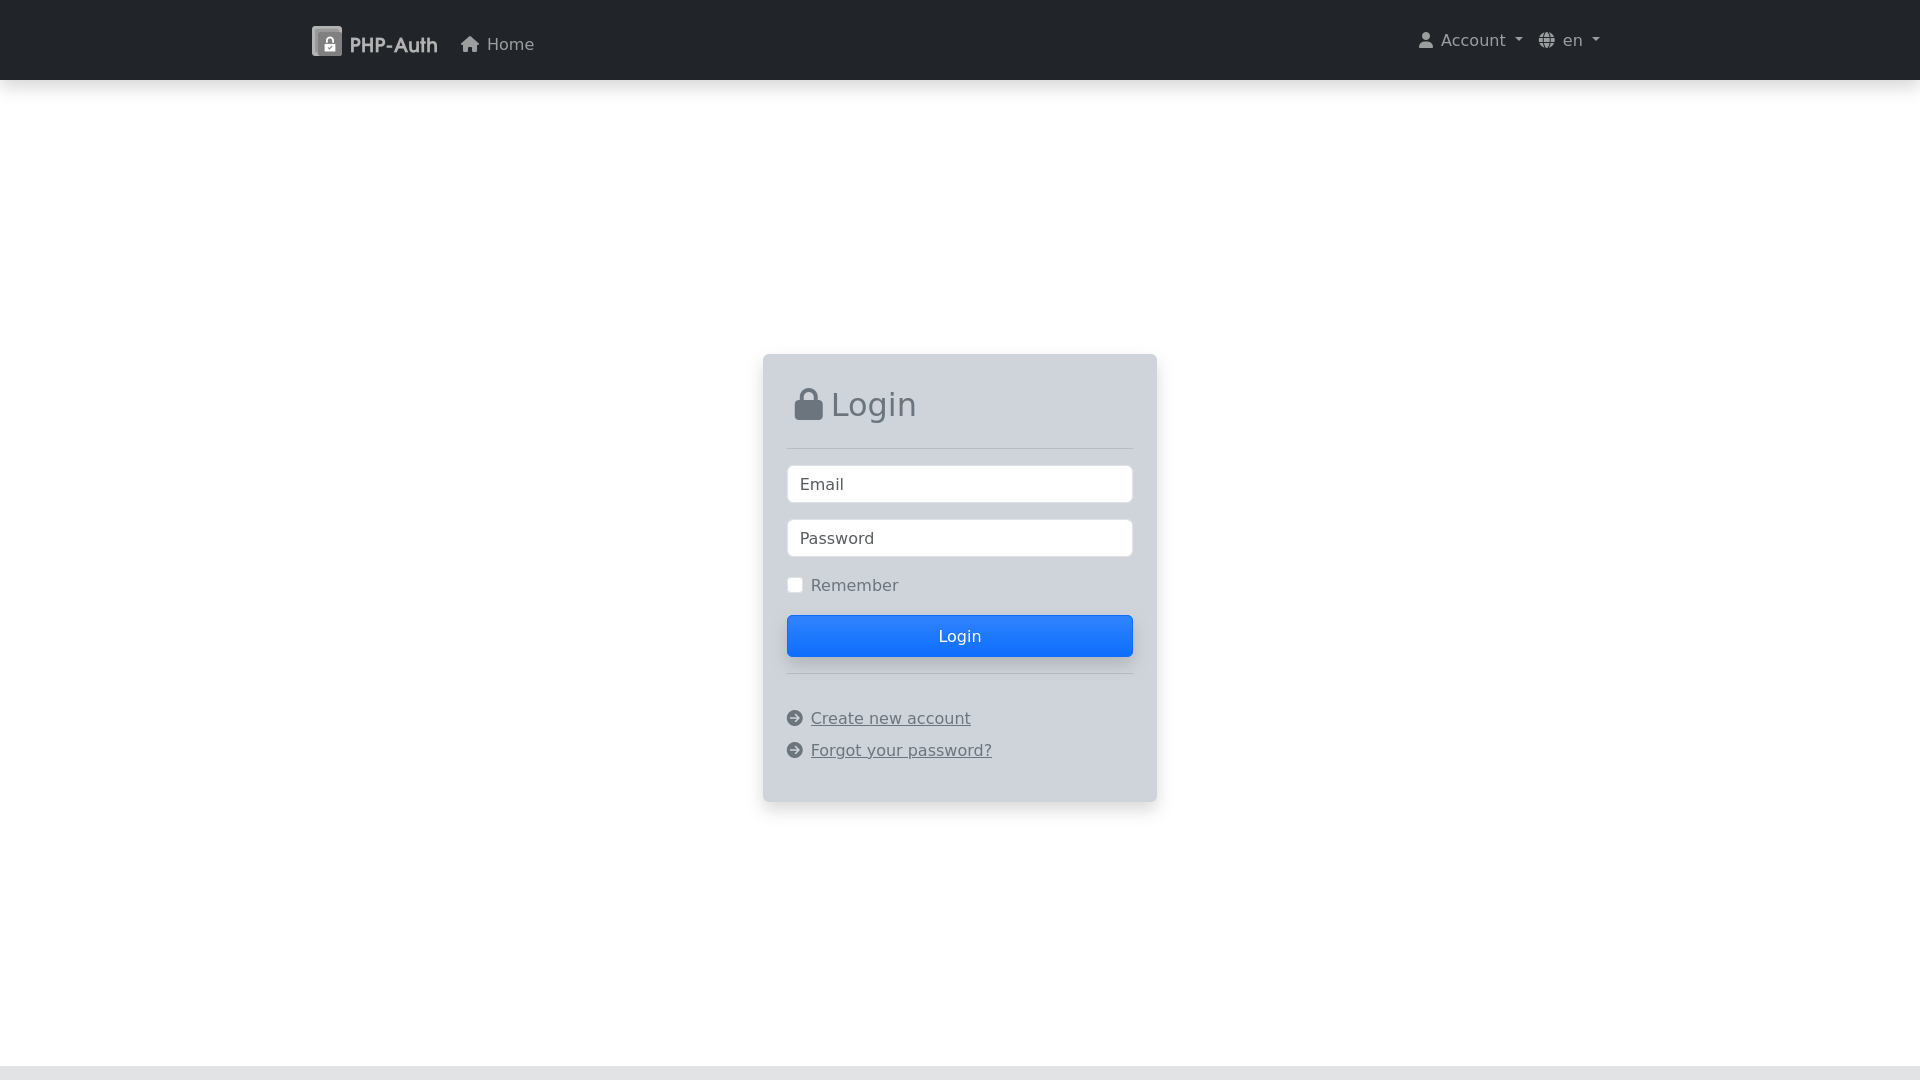 PHP-Auth Home Account en
Login
Email
Password
Remember
Login
Create new account
Forgot your password?